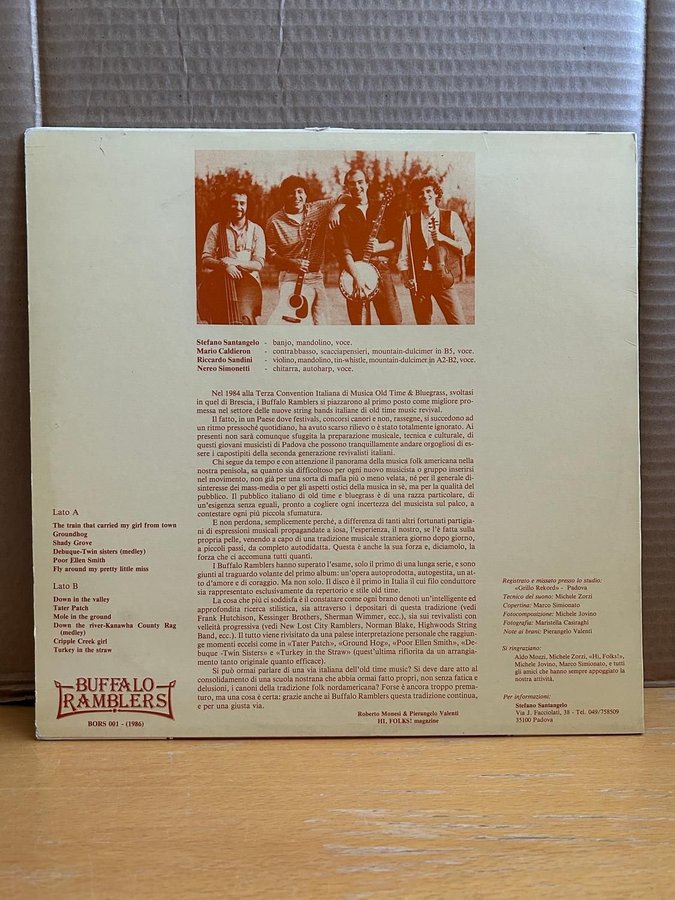 Stefano Santangelo - banjo, mandolino, voce.
Mario Caldieron - contrabbasso, scacciapensieri, mountain-dulcimer in B5, voce.
Riccardo Sandini - violino, mandolino, tin-whistle, mountain-dulcimer in A2-B2, voce.
Nereo Simonetti - chitarra, autoharp, voce.
Nel 1984 alla Terza Convention Italiana di Musica Old Time & Bluegrass, svoltasi
in quel di Brescia, i Buffalo Ramblers si piazzarono al primo posto come migliore pro-
messa nel settore delle nuove string bands italiane di old time music revival.
Il fatto, in un Paese dove festivals, concorsi canori e non, rassegne, si succedono ad
un ritmo pressoché quotidiano, ha avuto scarso rilievo o è stato totalmente ignorato. Ai
presenti non sarà comunque sfuggita la preparazione musicale, tecnica e culturale, di
questi giovani musicisti di Padova che possono tranquillamente andare orgogliosi di es-
sere i capostipiti della seconda generazione revivalisti italiani.
Chi segue da tempo e con attenzione il panorama della musica folk americana nella
nostra penisola, sa quanto sia difficoltoso per ogni nuovo musicista o gruppo inserirsi
nel movimento, non già per una sorta di mafia più o meno velata, né per il generale di-
sinteresse dei mass-media o per gli aspetti ostici della musica in sè, ma per la qualità del
pubblico. Il pubblico italiano di old time e bluegrass è di una razza particolare, di
un'esigenza senza eguali, pronto a cogliere ogni incertezza del musicista sul palco, a
contestare ogni più piccola sfumatura.
E non perdona, semplicemente perché, a differenza di tanti altri fortunati partigia-
ni di espressioni musicali propagandate a iosa, l'esperienza, il nostro, se l'è fatta sulla
propria pelle, venendo a capo di una tradizione musicale straniera giorno dopo giorno,
a piccoli passi, da completo autodidatta. Questa è anche la sua forza e, diciamolo, la
forza che ci accomuna tutti quanti.
I Buffalo Ramblers hanno superato l'esame, solo il primo di una lunga serie, e sono
giunti al traguardo volante del primo album: un'opera autoprodotta, autogestita, un at-
to d'amore e di coraggio. Ma non solo. Il disco è il primo in Italia il cui filo conduttore
sia rappresentato esclusivamente da repertorio e stile old time.
La cosa che più ci soddisfa è il constatare come ogni brano denoti un'intelligente ed
approfondita ricerca stilistica, sia attraverso i depositari di questa tradizione (vedi
Frank Hutchison, Kessinger Brothers, Sherman Wimmer, ecc.), sia sui revivalisti con
velleità progressiva (vedi New Lost City Ramblers, Norman Blake, Highwoods String
Band, ecc.). Il tutto viene rivisitato da una palese interpretazione personale che raggiun-
ge momenti eccelsi come in «Tater Patch», «Ground Hog», «Poor Ellen Smith», «De-
buque -Twin Sisters» e «Turkey in the Straw» (quest'ultima rifiorita da un arrangia-
mento tanto originale quanto efficace).
Si può ormai parlare di una via italiana dell'old time music? Si deve dare atto al
consolidamento di una scuola nostrana che abbia ormai fatto propri, non senza fatica e
delusioni, i canoni della tradizione folk nordamericana? Forse è ancora troppo prema-
turo, ma una cosa è certa: grazie anche ai Buffalo Ramblers questa tradizione continua,
e per una giusta via.
Roberto Monesi & Pierangelo Valenti
HI, FOLKS! magazine
Lato A
The train that carried my girl from town
Groundhog
Shady Grove
Debuque-Twin sisters (medley)
Poor Ellen Smith
Fly around my pretty little miss
Lato B
Down in the valley
Tater Patch
Mole in the ground
Down the river-Kanawha County Rag
(medley)
Cripple Creek girl
Turkey in the straw
BUFFALO
RAMBLERS
BORS 001 - (1986)
Registrato e missato presso lo studio:
«Grillo Rekord» - Padova
Tecnico del suono: Michele Zorzi
Copertina: Marco Simionato
Fotocomposizione: Michele Jovino
Fotografia: Maristella Casiraghi
Note ai brani: Pierangelo Valenti
Si ringraziano:
Aldo Mozzi, Michele Zorzi, «Hi, Folks!»,
Michele Jovino, Marco Simionato, e tutti
gli amici che hanno sempre appoggiato la
nostra attività.
Per informazioni:
Stefano Santangelo
Via J. Facciolati, 38 - Tel. 049/758509
35100 Padova